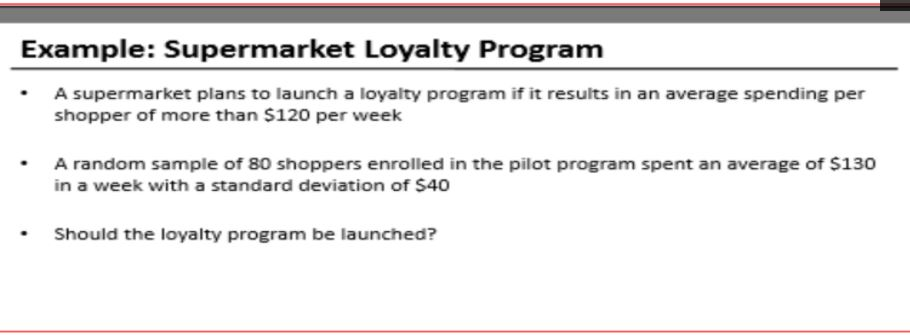 Example: Supermarket Loyalty Program
• A supermarket plans to launch a loyalty program if it results in an average spending per
shopper of more than $120 per week
• A random sample of 80 shoppers enrolled in the pilot program spent an average of $130
in a week with a standard deviation of $40
• Should the loyalty program be launched?